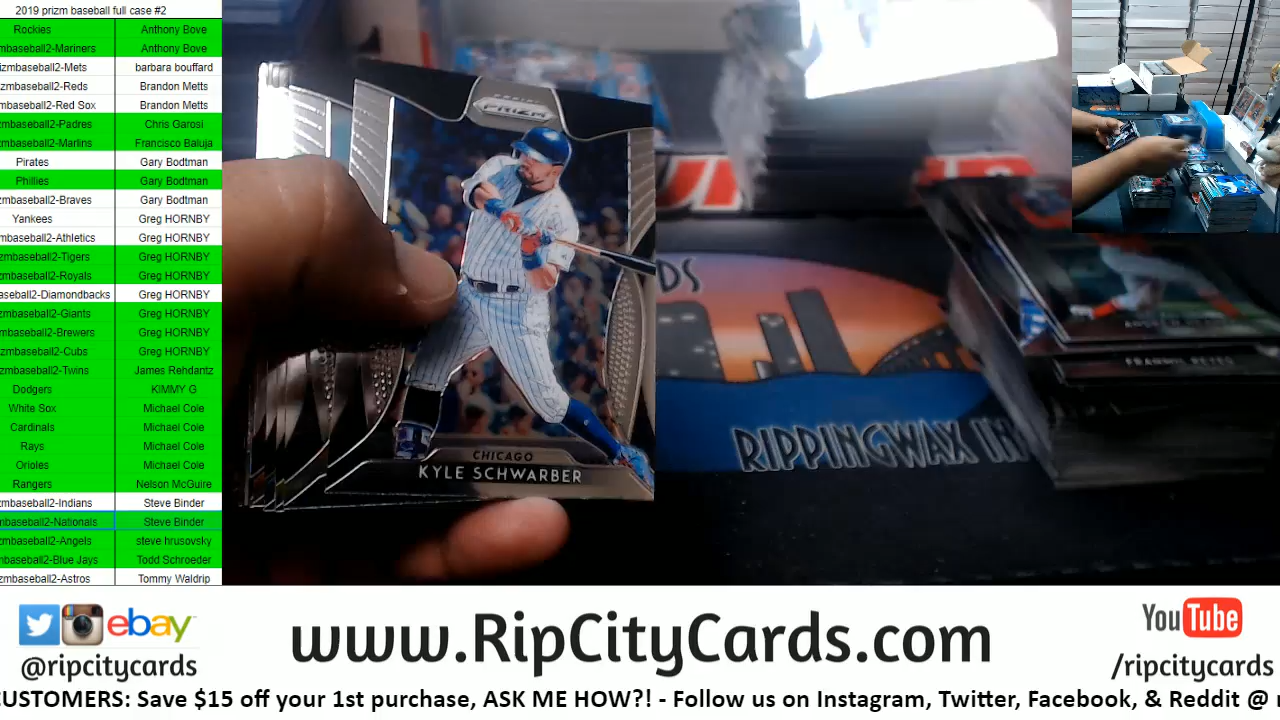 2019 prizm baseball full case #2
Rockies Anthony Bove
mbaseball2-Mariners Anthony Bove
izmbaseball2-Mets barbara bouffard
zmbaseball2-Reds Brandon Metts
zmbaseball2-Red Sox Brandon Metts
mbaseball2-Padres Chris Garosi
mbaseball2-Marlins Francisco Baluja
Pirates Gary Bodtman
Phillies Gary Bodtman
mbaseball2-Braves Gary Bodtman
Yankees Greg HORNBY
mbaseball2-Athletics Greg HORNBY
zmbaseball2-Tigers Greg HORNBY
zmbaseball2-Royals Greg HORNBY
aseball2-Diamondbacks Greg HORNBY
zmbaseball2-Giants Greg HORNBY
mbaseball2-Brewers Greg HORNBY
zmbaseball2-Cubs Greg HORNBY
zmbaseball2-Twins James Rehdantz
Dodgers KIMMY G
White Sox Michael Cole
Cardinals Michael Cole
Rays Michael Cole
Orioles Michael Cole
Rangers Nelson McGuire
zmbaseball2-Indians Steve Binder
mbaseball2-Nationals Steve Binder
zmbaseball2-Angels steve hrusovsky
mbaseball2-Blue Jays Todd Schroeder
zmbaseball2-Astros Tommy Waldrip
PRIZM
CHICAGO
KYLE SCHWARBER
DS
RIPPINGWAX IN
FRANMIL REYES
ebay
@ripcitycards
www.RipCityCards.com
YouTube
/ripcitycards
CUSTOMERS: Save $15 off your 1st purchase, ASK ME HOW?! - Follow us on Instagram, Twitter, Facebook, & Reddit @